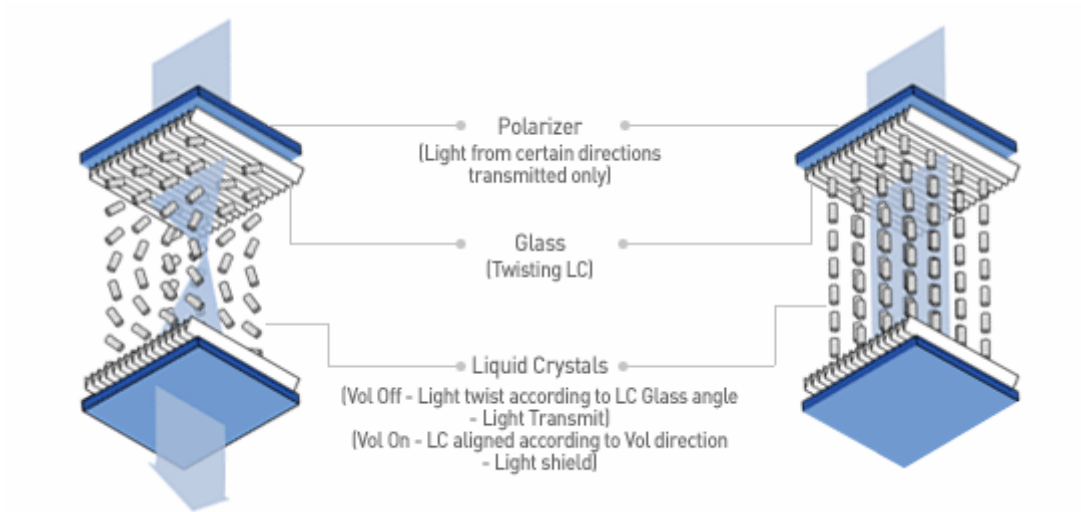 Polarizer
(Light from certain directions
transmitted only)
Glass
(Twisting LC)
Liquid Crystals
(Vol Off - Light twist according to LC Glass angle
- Light Transmit)
(Vol On - LC aligned according to Vol direction
- Light shield)